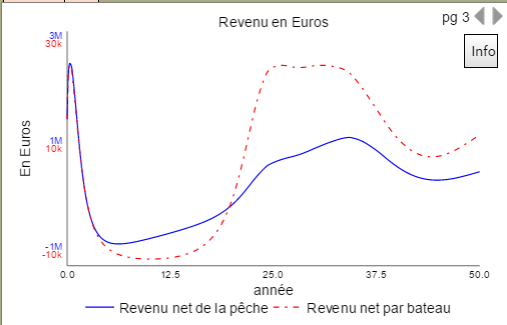 Revenu en Euros
pg 3
Info
3M
30k
1M
10k
-1M
-10k
En Euros
0.0 12.5 25.0 37.5 50.0
année
Revenu net de la pêche Revenu net par bateau